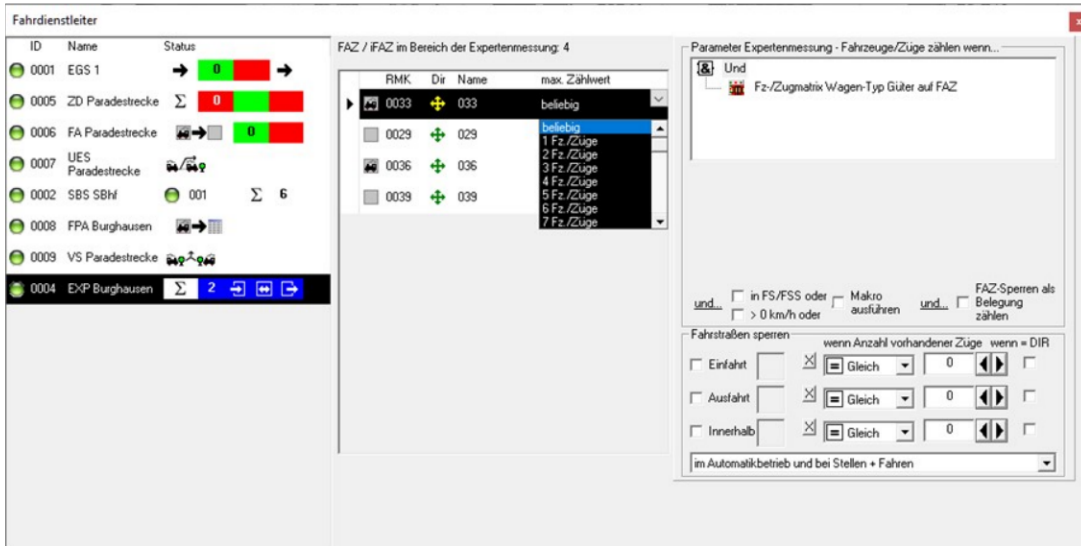 Fahrdienstleiter
x
ID Name Status
0001 EGS 1 0
0005 ZD Paradestrecke Σ 0
0006 FA Paradestrecke 0
0007 UES
Paradestrecke
0002 SBS SBhf 001 Σ 6
0008 FPA Burghausen
0009 VS Paradestrecke
0004 EXP Burghausen Σ 2
FAZ / iFAZ im Bereich der Expertenmessung: 4
RMK Dir Name max. Zählwert
0033 033 beliebig
0029 029
0036 036
0039 039
beliebig
1 Fz./Züge
2 Fz./Züge
3 Fz./Züge
4 Fz./Züge
5 Fz./Züge
6 Fz./Züge
7 Fz./Züge
Parameter Expertenmessung - Fahrzeuge/Züge zählen wenn...
& Und
Fz-/Zugmatrix Wagen-Typ Güter auf FAZ
und...
in FS/FSS oder
> 0 km/h oder
Makro
ausführen
und...
FAZ-Sperren als
Belegung
zählen
Fahrstraßen sperren
wenn Anzahl vorhandener Züge wenn = DIR
Einfahrt = Gleich 0
Ausfahrt = Gleich 0
Innerhalb = Gleich 0
im Automatikbetrieb und bei Stellen + Fahren